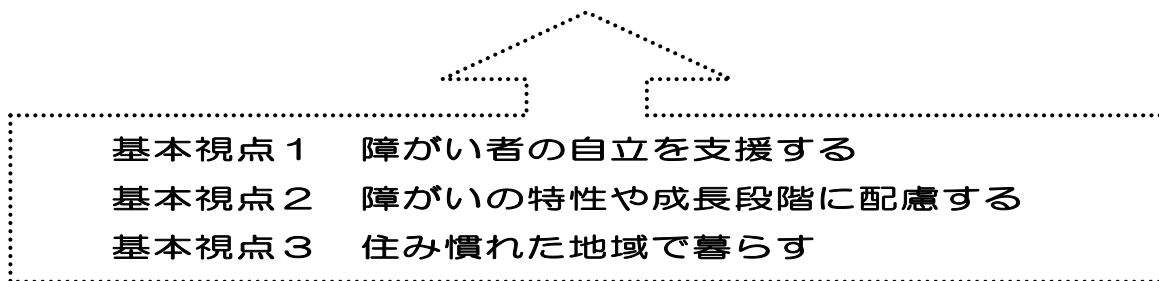 基本視点１　障がい者の自立を支援する
基本視点２　障がいの特性や成長段階に配慮する
基本視点３　住み慣れた地域で暮らす